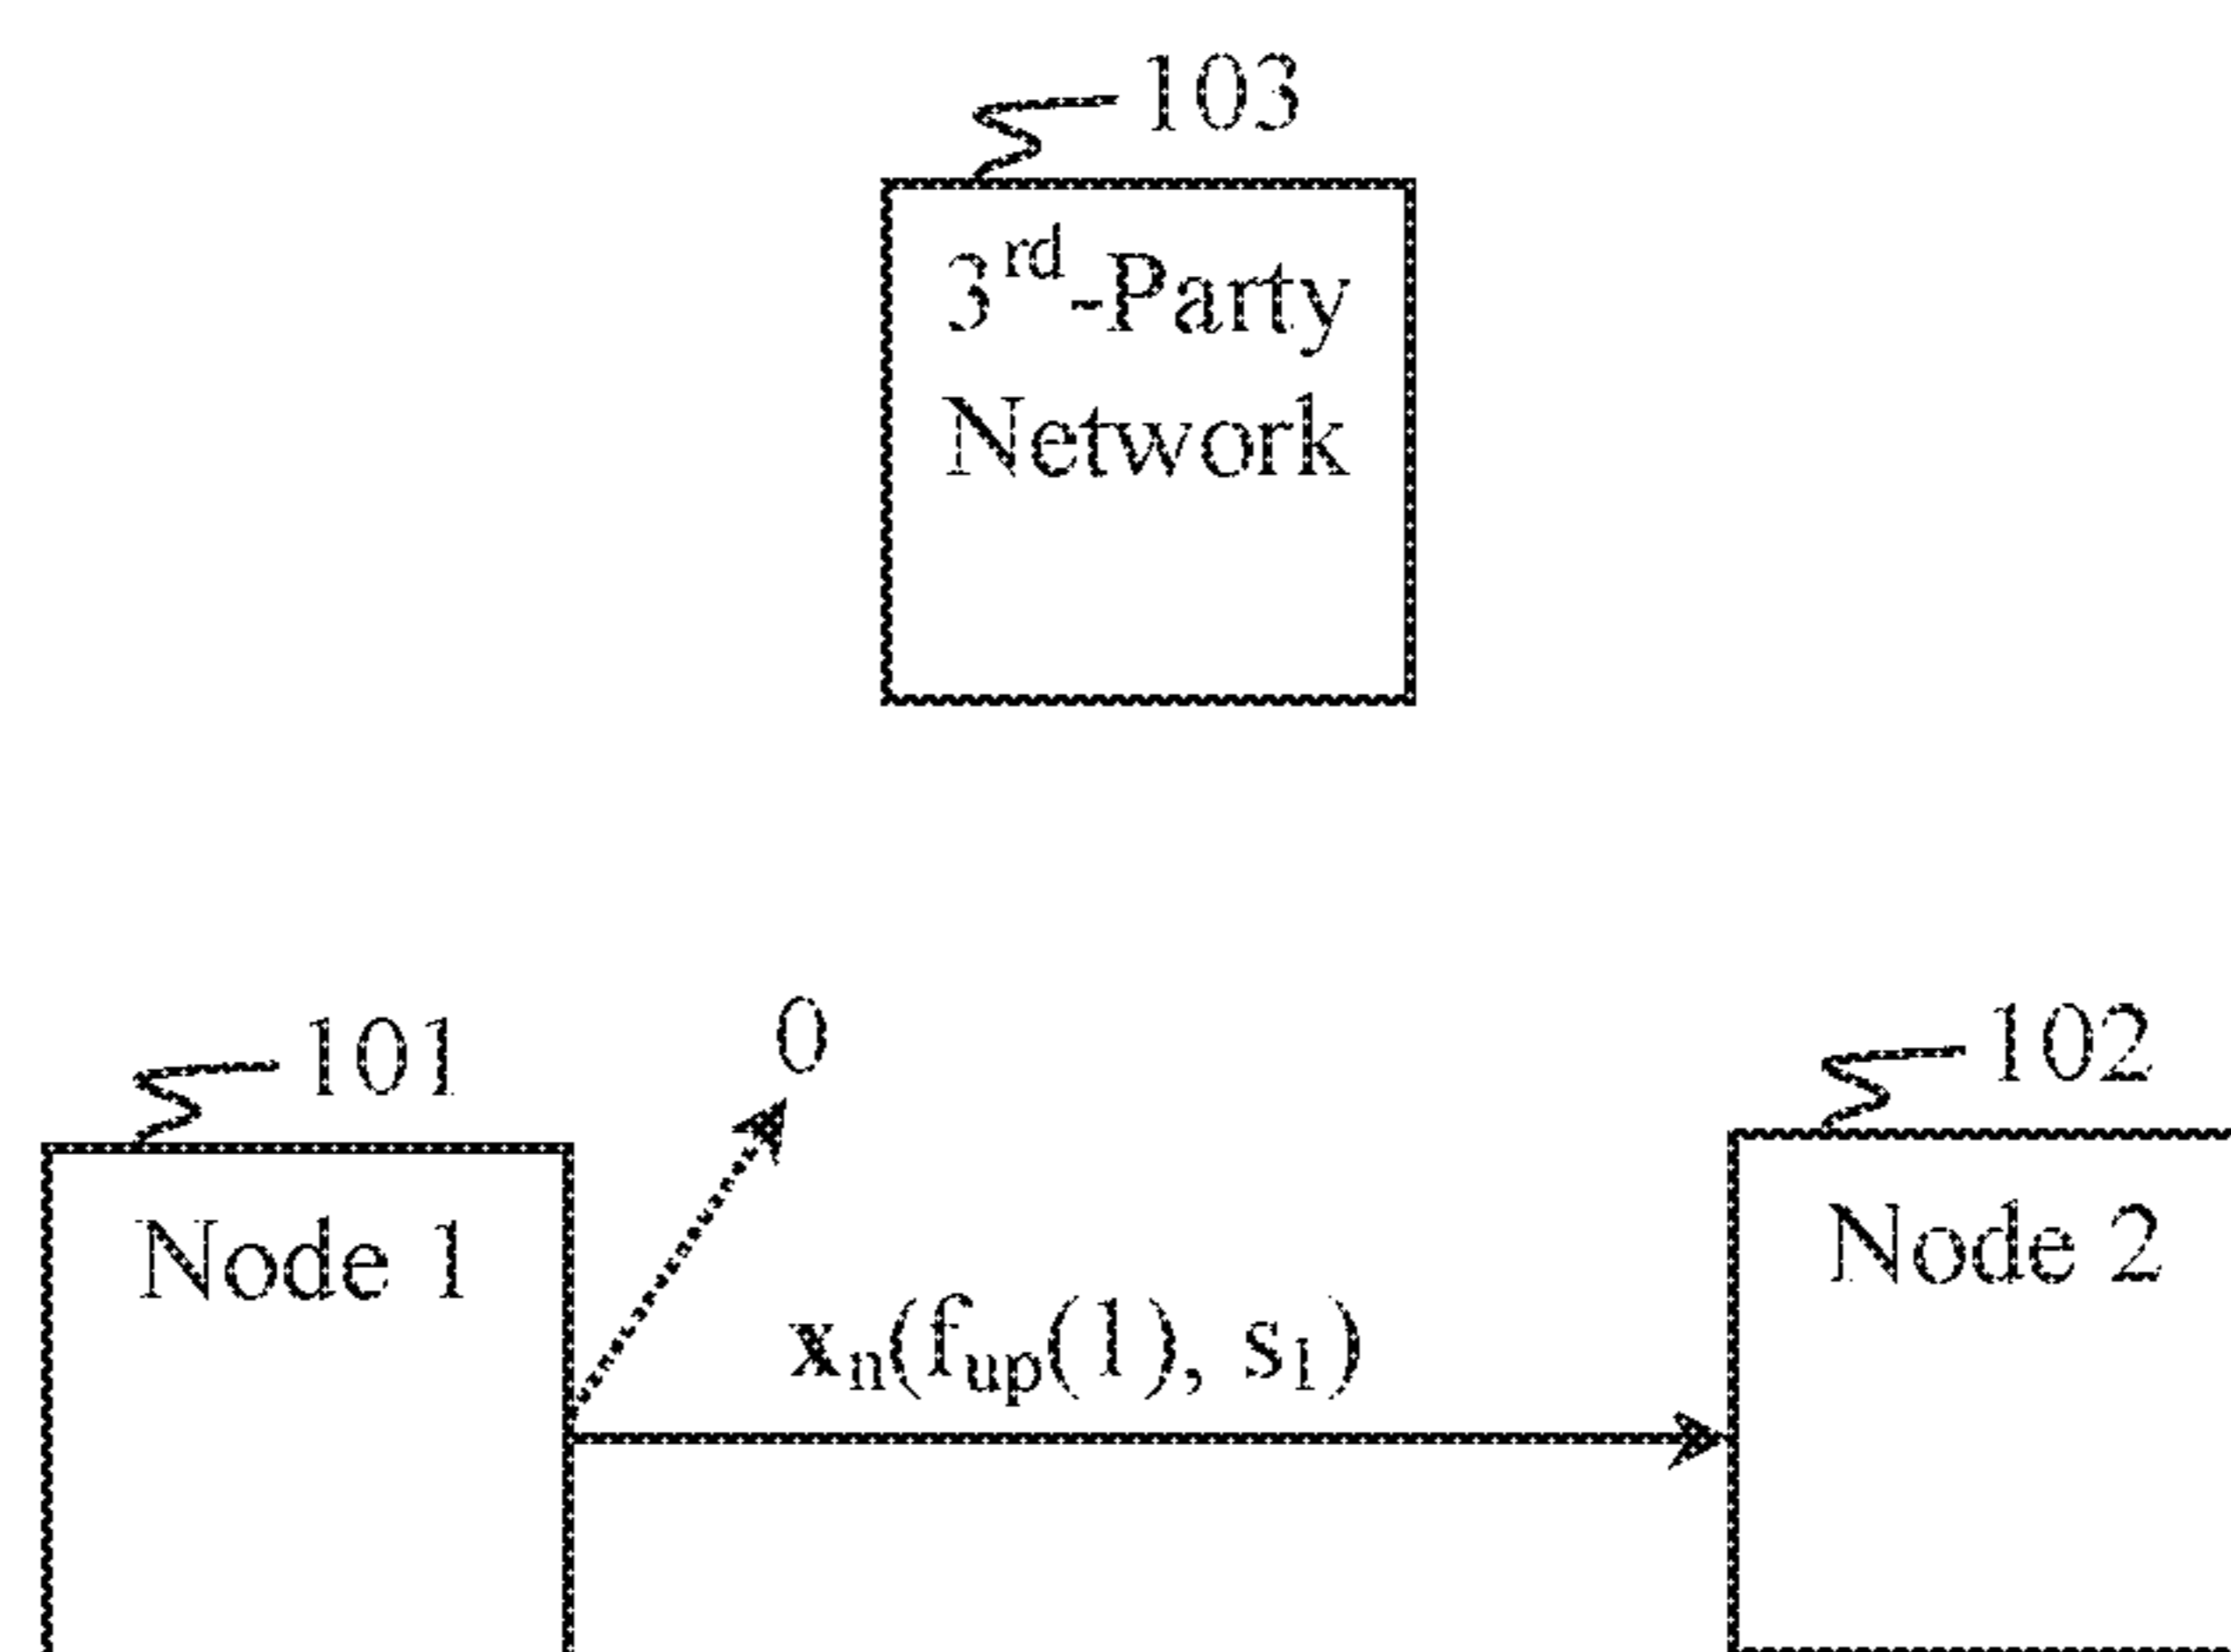 103
3rd-Party
Network
0
101
102
Node 1
Node 2
xn(fup(1), s1)